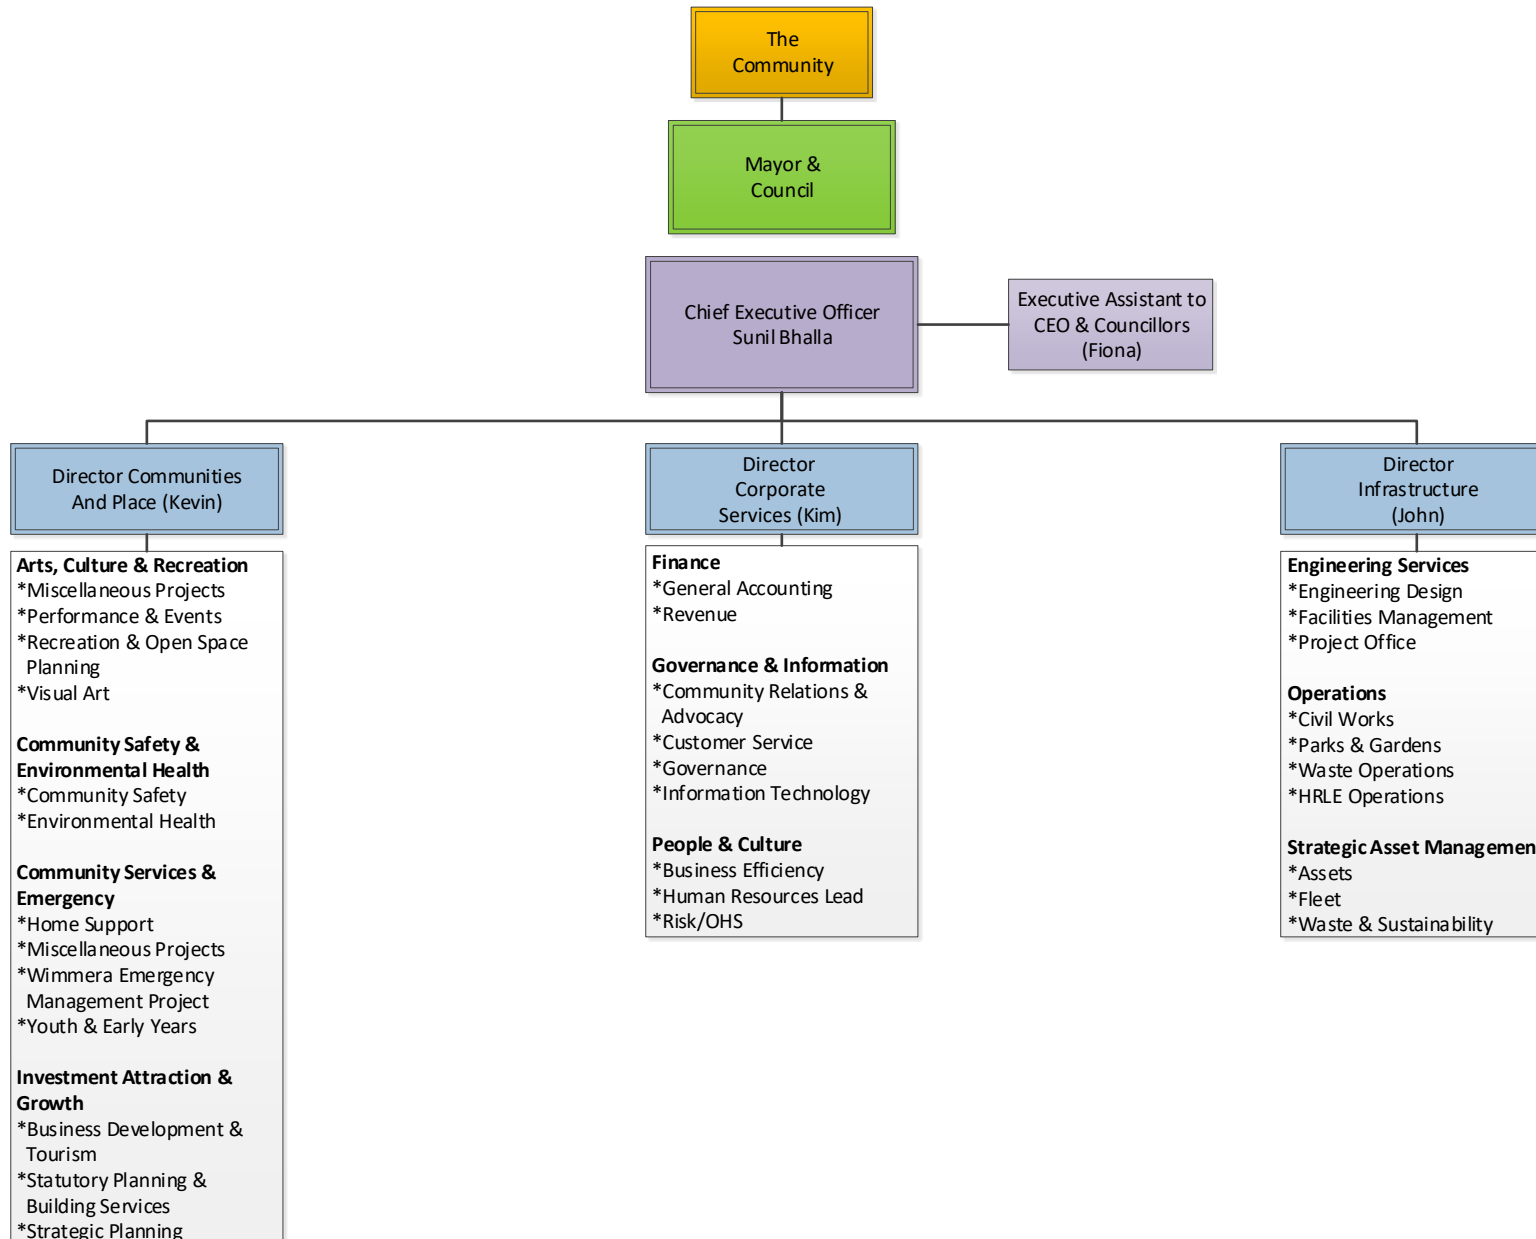 The
Community
Mayor &
Council
Chief Executive Officer
Sunil Bhalla
Executive Assistant to
CEO & Councillors
(Fiona)
Director Communities
And Place (Kevin)
Director
Corporate
Services (Kim)
Director
Infrastructure
(John)
Arts, Culture & Recreation
*Miscellaneous Projects
*Performance & Events
*Recreation & Open Space
Planning
*Visual Art
Community Safety &
Environmental Health
*Community Safety
*Environmental Health
Community Services &
Emergency
*Home Support
*Miscellaneous Projects
*Wimmera Emergency
Management Project
*Youth & Early Years
Investment Attraction &
Growth
*Business Development &
Tourism
*Statutory Planning &
Building Services
*Strategic Planning
Finance
*General Accounting
*Revenue
Governance & Information
*Community Relations &
Advocacy
*Customer Service
*Governance
*Information Technology
People & Culture
*Business Efficiency
*Human Resources Lead
*Risk/OHS
Engineering Services
*Engineering Design
*Facilities Management
*Project Office
Operations
*Civil Works
*Parks & Gardens
*Waste Operations
*HRLE Operations
Strategic Asset Managemen
*Assets
*Fleet
*Waste & Sustainability